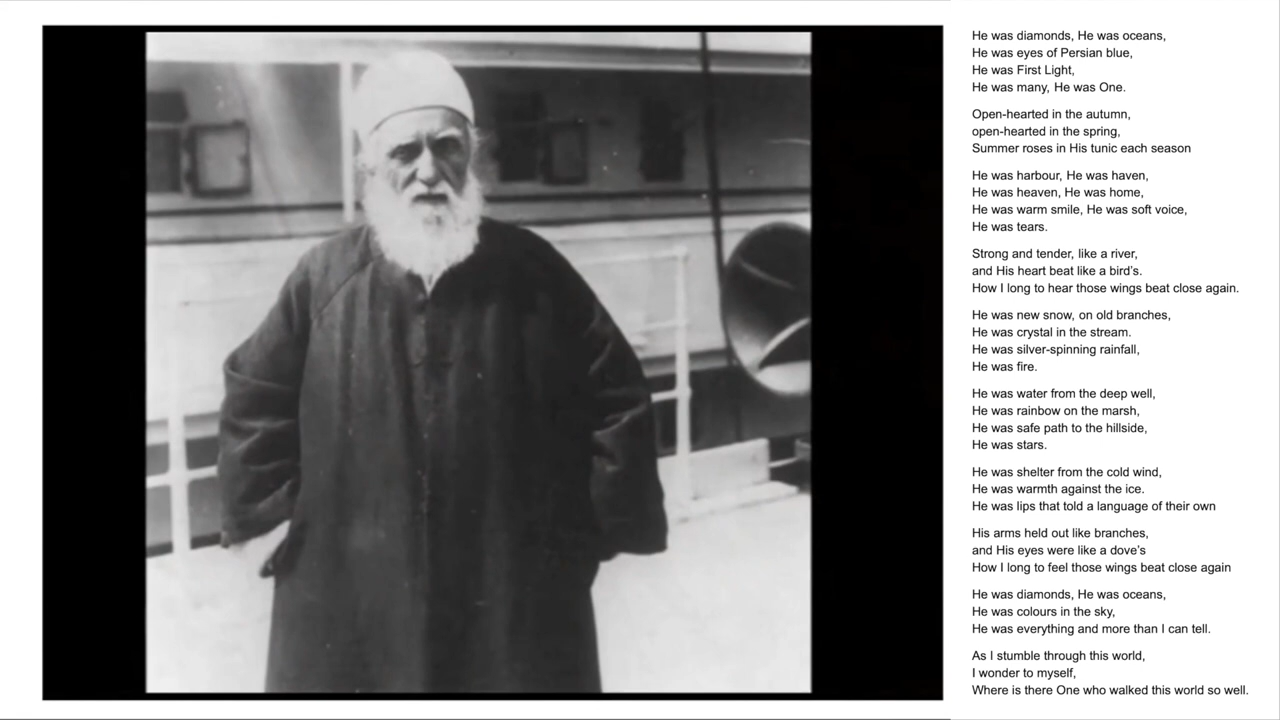 He was diamonds, He was oceans,
He was eyes of Persian blue,
He was First Light,
He was many, He was One.
Open-hearted in the autumn,
open-hearted in the spring,
Summer roses in His tunic each season
He was harbour, He was haven,
He was heaven, He was home,
He was warm smile, He was soft voice,
He was tears.
Strong and tender, like a river,
and His heart beat like a bird’s.
How I long to hear those wings beat close again.
He was new snow, on old branches,
He was crystal in the stream.
He was silver-spinning rainfall,
He was fire.
He was water from the deep well,
He was rainbow on the marsh,
He was safe path to the hillside,
He was stars.
He was shelter from the cold wind,
He was warmth against the ice.
He was lips that told a language of their own
His arms held out like branches,
and His eyes were like a dove’s
How I long to feel those wings beat close again
He was diamonds, He was oceans,
He was colours in the sky,
He was everything and more than I can tell.
As I stumble through this world,
I wonder to myself,
Where is there One who walked this world so well.